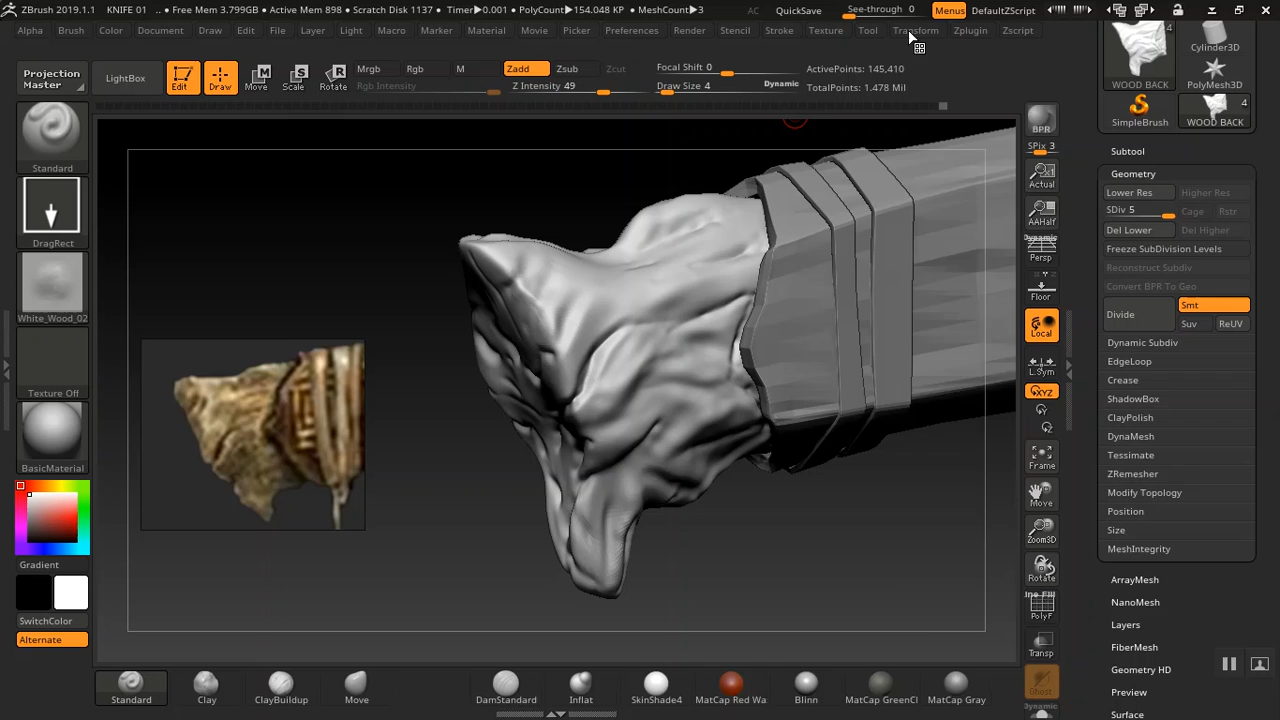 ZBrush 2019.1.1 KNIFE 01 • Free Mem 3.799GB • Active Mem 898 • Scratch Disk 1137 • Timer▶0.001 • PolyCount▶154.048 KP • MeshCount▶3 AC QuickSave See-through 0 Menus DefaultZScript
Alpha Brush Color Document Draw Edit File Layer Light Macro Marker Material Movie Picker Preferences Render Stencil Stroke Texture Tool Transform Zplugin Zscript
Projection Master LightBox Edit Draw Move Scale Rotate
Mrgb Rgb M Zadd Zsub Zcut Focal Shift 0 ActivePoints: 145,410
Rgb Intensity Z Intensity 49 Draw Size 4 Dynamic TotalPoints: 1.478 Mil
Standard
DragRect
White_Wood_02
Texture Off
BasicMaterial
Gradient
SwitchColor
Alternate
BPR
SPix 3
Actual
AAHalf
Dynamic
Persp
Floor
Local
L.Sym
XYZ
Frame
Move
Zoom3D
Rotate
Line Fill
PolyF
Transp
Ghost
Dynamic
4
WOOD BACK
Cylinder3D
PolyMesh3D
SimpleBrush
4
WOOD BACK
Subtool
Geometry
Lower Res Higher Res
SDiv 5 Cage Rstr
Del Lower Del Higher
Freeze SubDivision Levels
Reconstruct Subdiv
Convert BPR To Geo
Divide Smt
Suv ReUV
Dynamic Subdiv
EdgeLoop
Crease
ShadowBox
ClayPolish
DynaMesh
Tessimate
ZRemesher
Modify Topology
Position
Size
MeshIntegrity
ArrayMesh
NanoMesh
Layers
FiberMesh
Geometry HD
Preview
Surface
Standard Clay ClayBuildup Move DamStandard Inflat SkinShade4 MatCap Red Wa Blinn MatCap GreenCl MatCap Gray